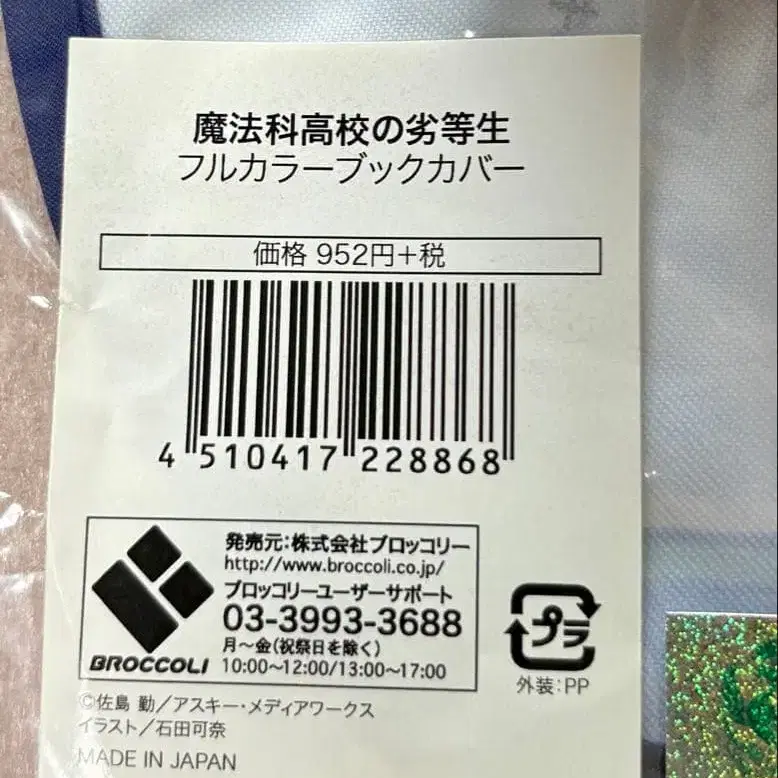 魔法科高校の劣等生
フルカラーブックカバー
価格 952円+税
4 510417 228868
発売元:株式会社ブロッコリー
http://www.broccoli.co.jp/
ブロッコリーユーザーサポート
03-3993-3688
月～金(祝祭日を除く)
10:00～12:00/13:00～17:00
BROCCOLI
プラ
外装:PP
©佐島 勤／アスキー・メディアワークス
イラスト／石田可奈
MADE IN JAPAN